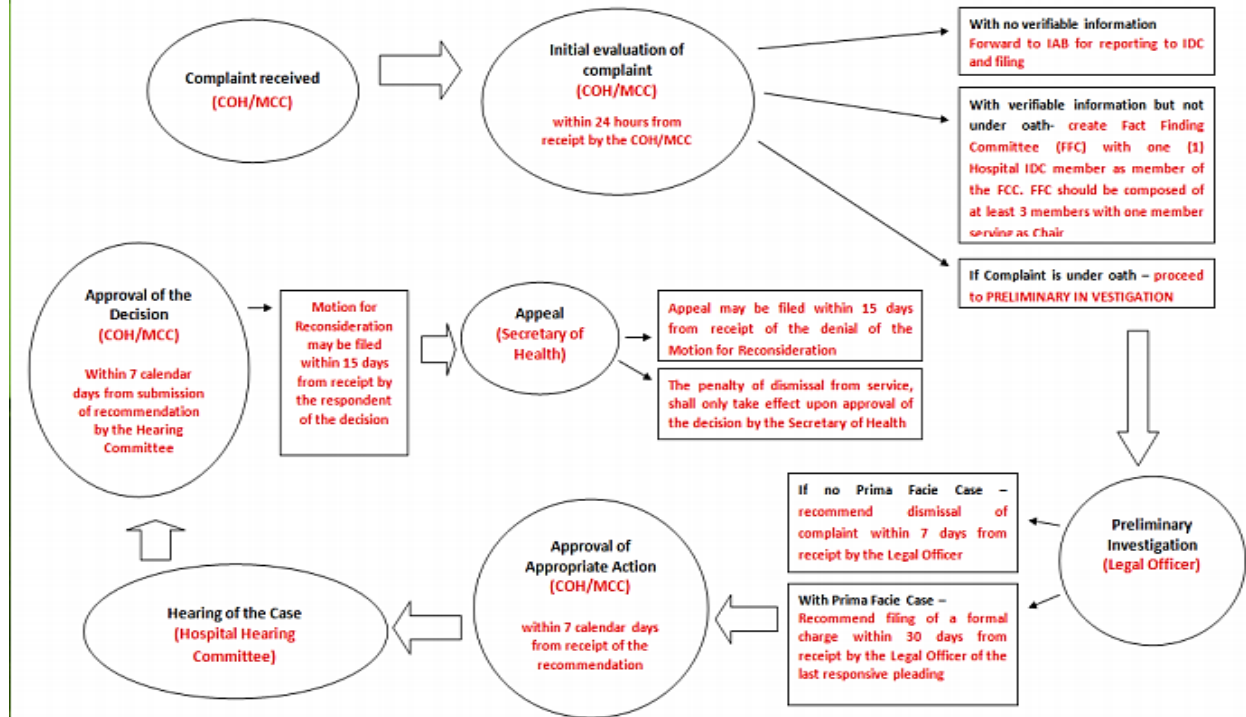 Complaint received
(COH/MCC)
Initial evaluation of
complaint
(COH/MCC)
within 24 hours from
receipt by the COH/MCC
With no verifiable information
Forward to IAB for reporting to IDC
and filing
With verifiable information but not
under oath- create Fact Finding
Committee (FFC) with one (1)
Hospital IDC member as member of
the FCC. FFC should be composed of
at least 3 members with one member
serving as Chair
If Complaint is under oath – proceed
to PRELIMINARY IN VESTIGATION
Approval of the
Decision
(COH/MCC)
Within 7 calendar
days from submission
of recommendation
by the Hearing
Committee
Motion for
Reconsideration
may be filed
within 15 days
from receipt by
the respondent
of the decision
Appeal
(Secretary of
Health)
Appeal may be filed within 15 days
from receipt of the denial of the
Motion for Reconsideration
The penalty of dismissal from service,
shall only take effect upon approval of
the decision by the Secretary of Health
If no Prima Facie Case –
recommend dismissal of
complaint within 7 days from
receipt by the Legal Officer
Preliminary
Investigation
(Legal Officer)
With Prima Facie Case –
Recommend filing of a formal
charge within 30 days from
receipt by the Legal Officer of the
last responsive pleading
Approval of
Appropriate Action
(COH/MCC)
within 7 calendar days
from receipt of the
recommendation
Hearing of the Case
(Hospital Hearing
Committee)